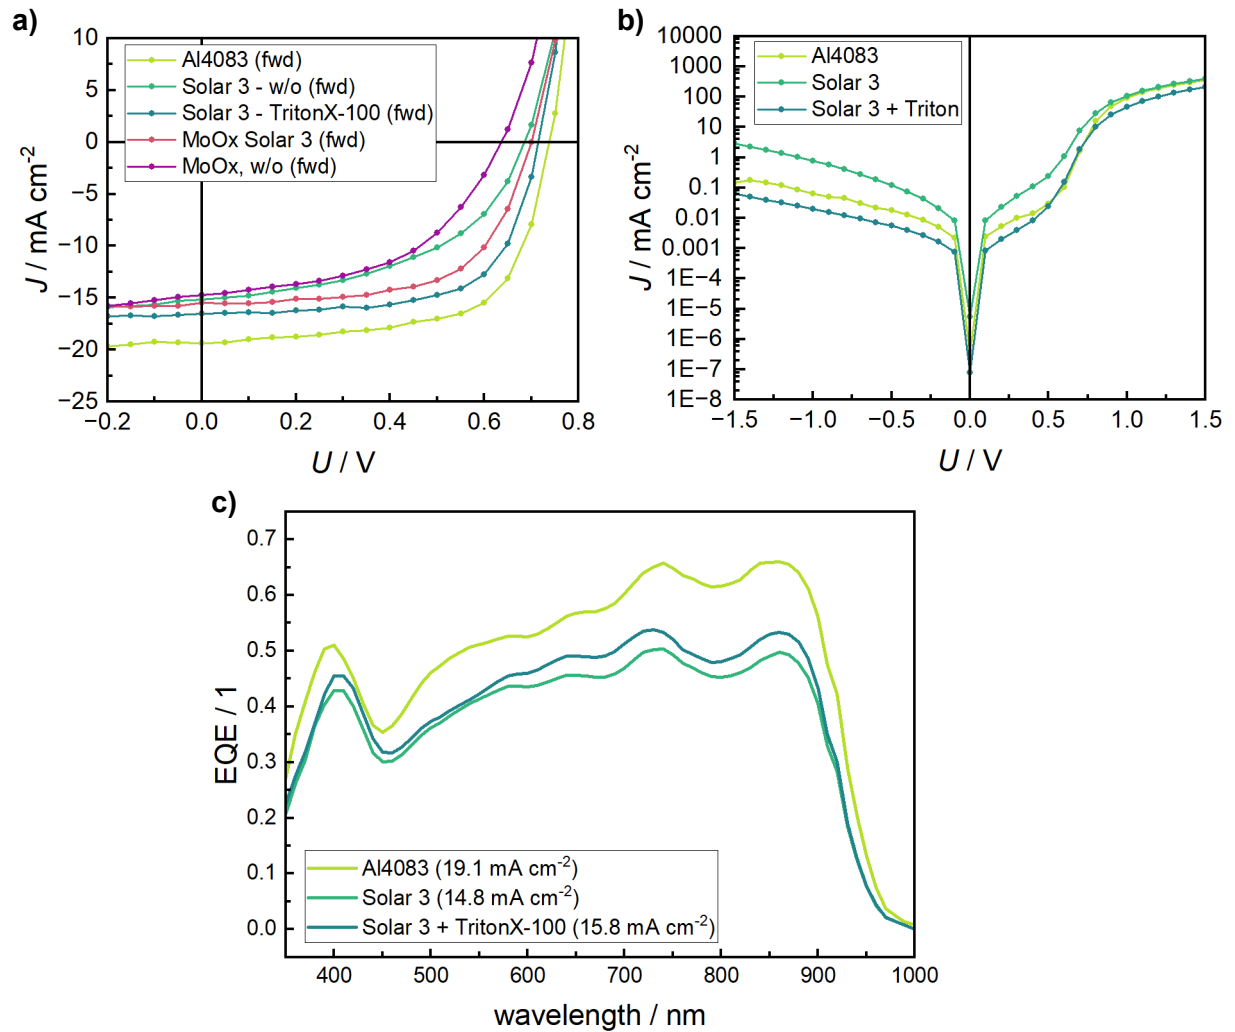 a)
10
5
0
−5
−10
−15
−20
−25
−0.2
0.0
0.2
0.4
0.6
0.8
J / mA cm⁻²
U / V
Al4083 (fwd)
Solar 3 - w/o (fwd)
Solar 3 - TritonX-100 (fwd)
MoOx Solar 3 (fwd)
MoOx, w/o (fwd)
b)
10000
1000
100
10
1
0.1
0.01
0.001
1E−4
1E−5
1E−6
1E−7
1E−8
−1.5
−1.0
−0.5
0.0
0.5
1.0
1.5
J / mA cm⁻²
U / V
Al4083
Solar 3
Solar 3 + Triton
c)
0.7
0.6
0.5
0.4
0.3
0.2
0.1
0.0
400
500
600
700
800
900
1000
EQE / 1
wavelength / nm
Al4083 (19.1 mA cm⁻²)
Solar 3 (14.8 mA cm⁻²)
Solar 3 + TritonX-100 (15.8 mA cm⁻²)